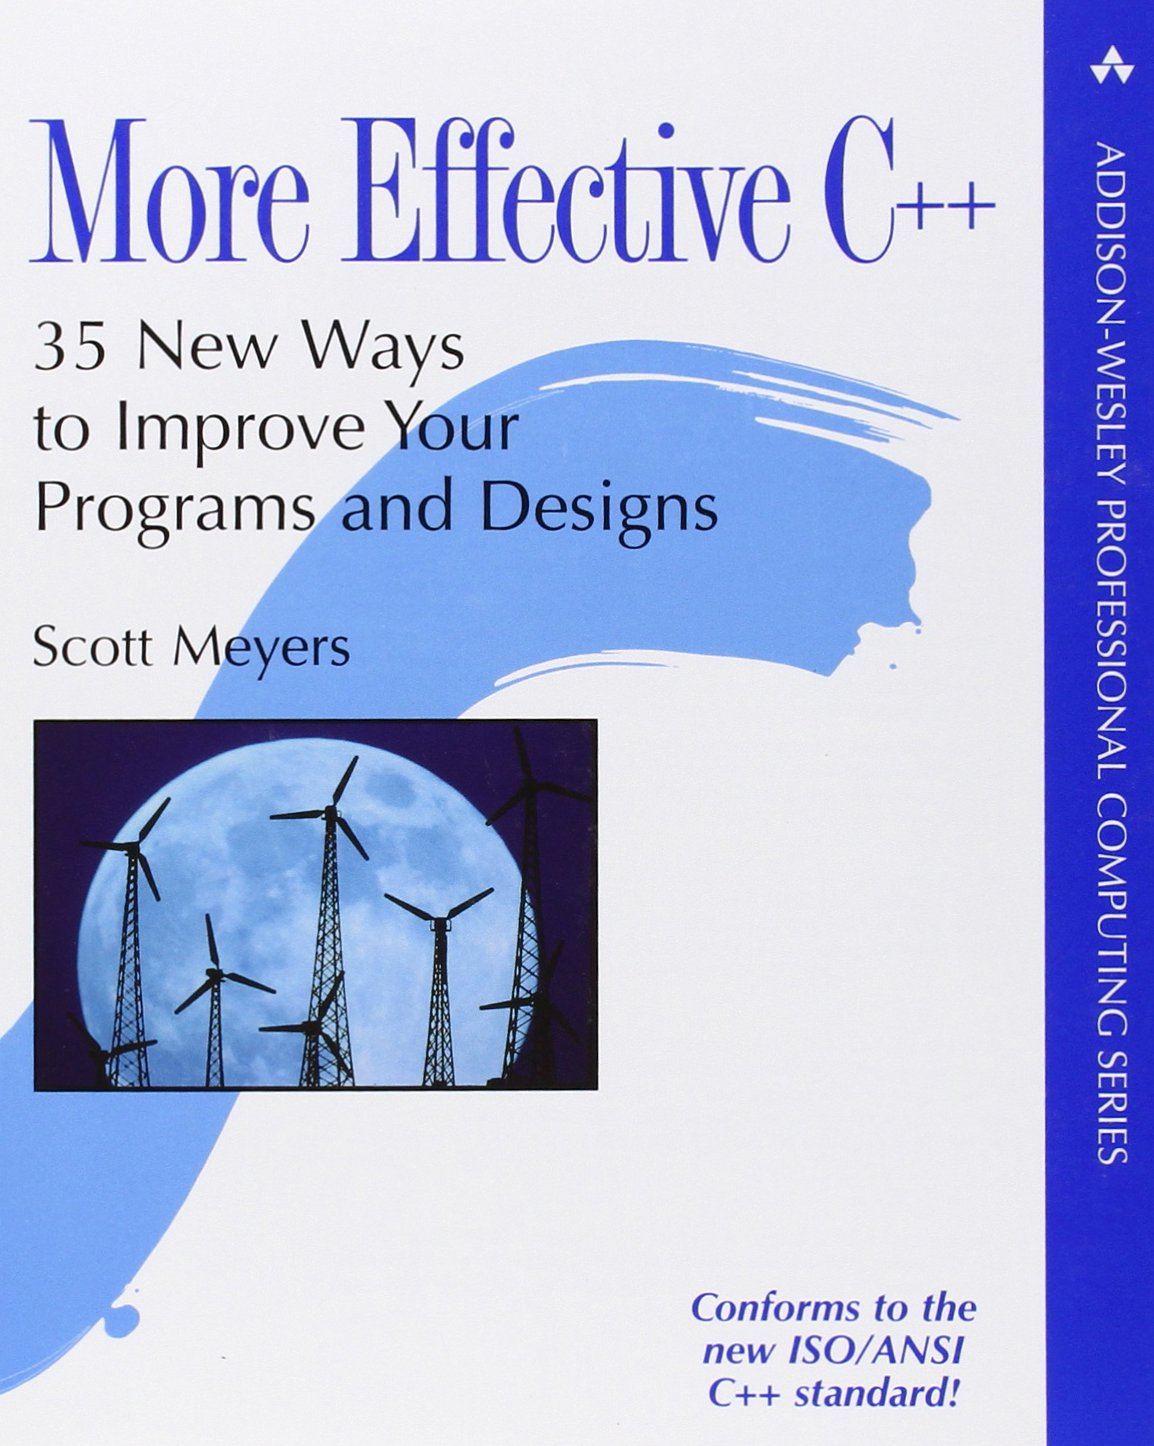 More Effective C++
35 New Ways
to Improve Your
Programs and Designs
Scott Meyers
Conforms to the
new ISO/ANSI
C++ standard!
ADDISON-WESLEY PROFESSIONAL COMPUTING SERIES